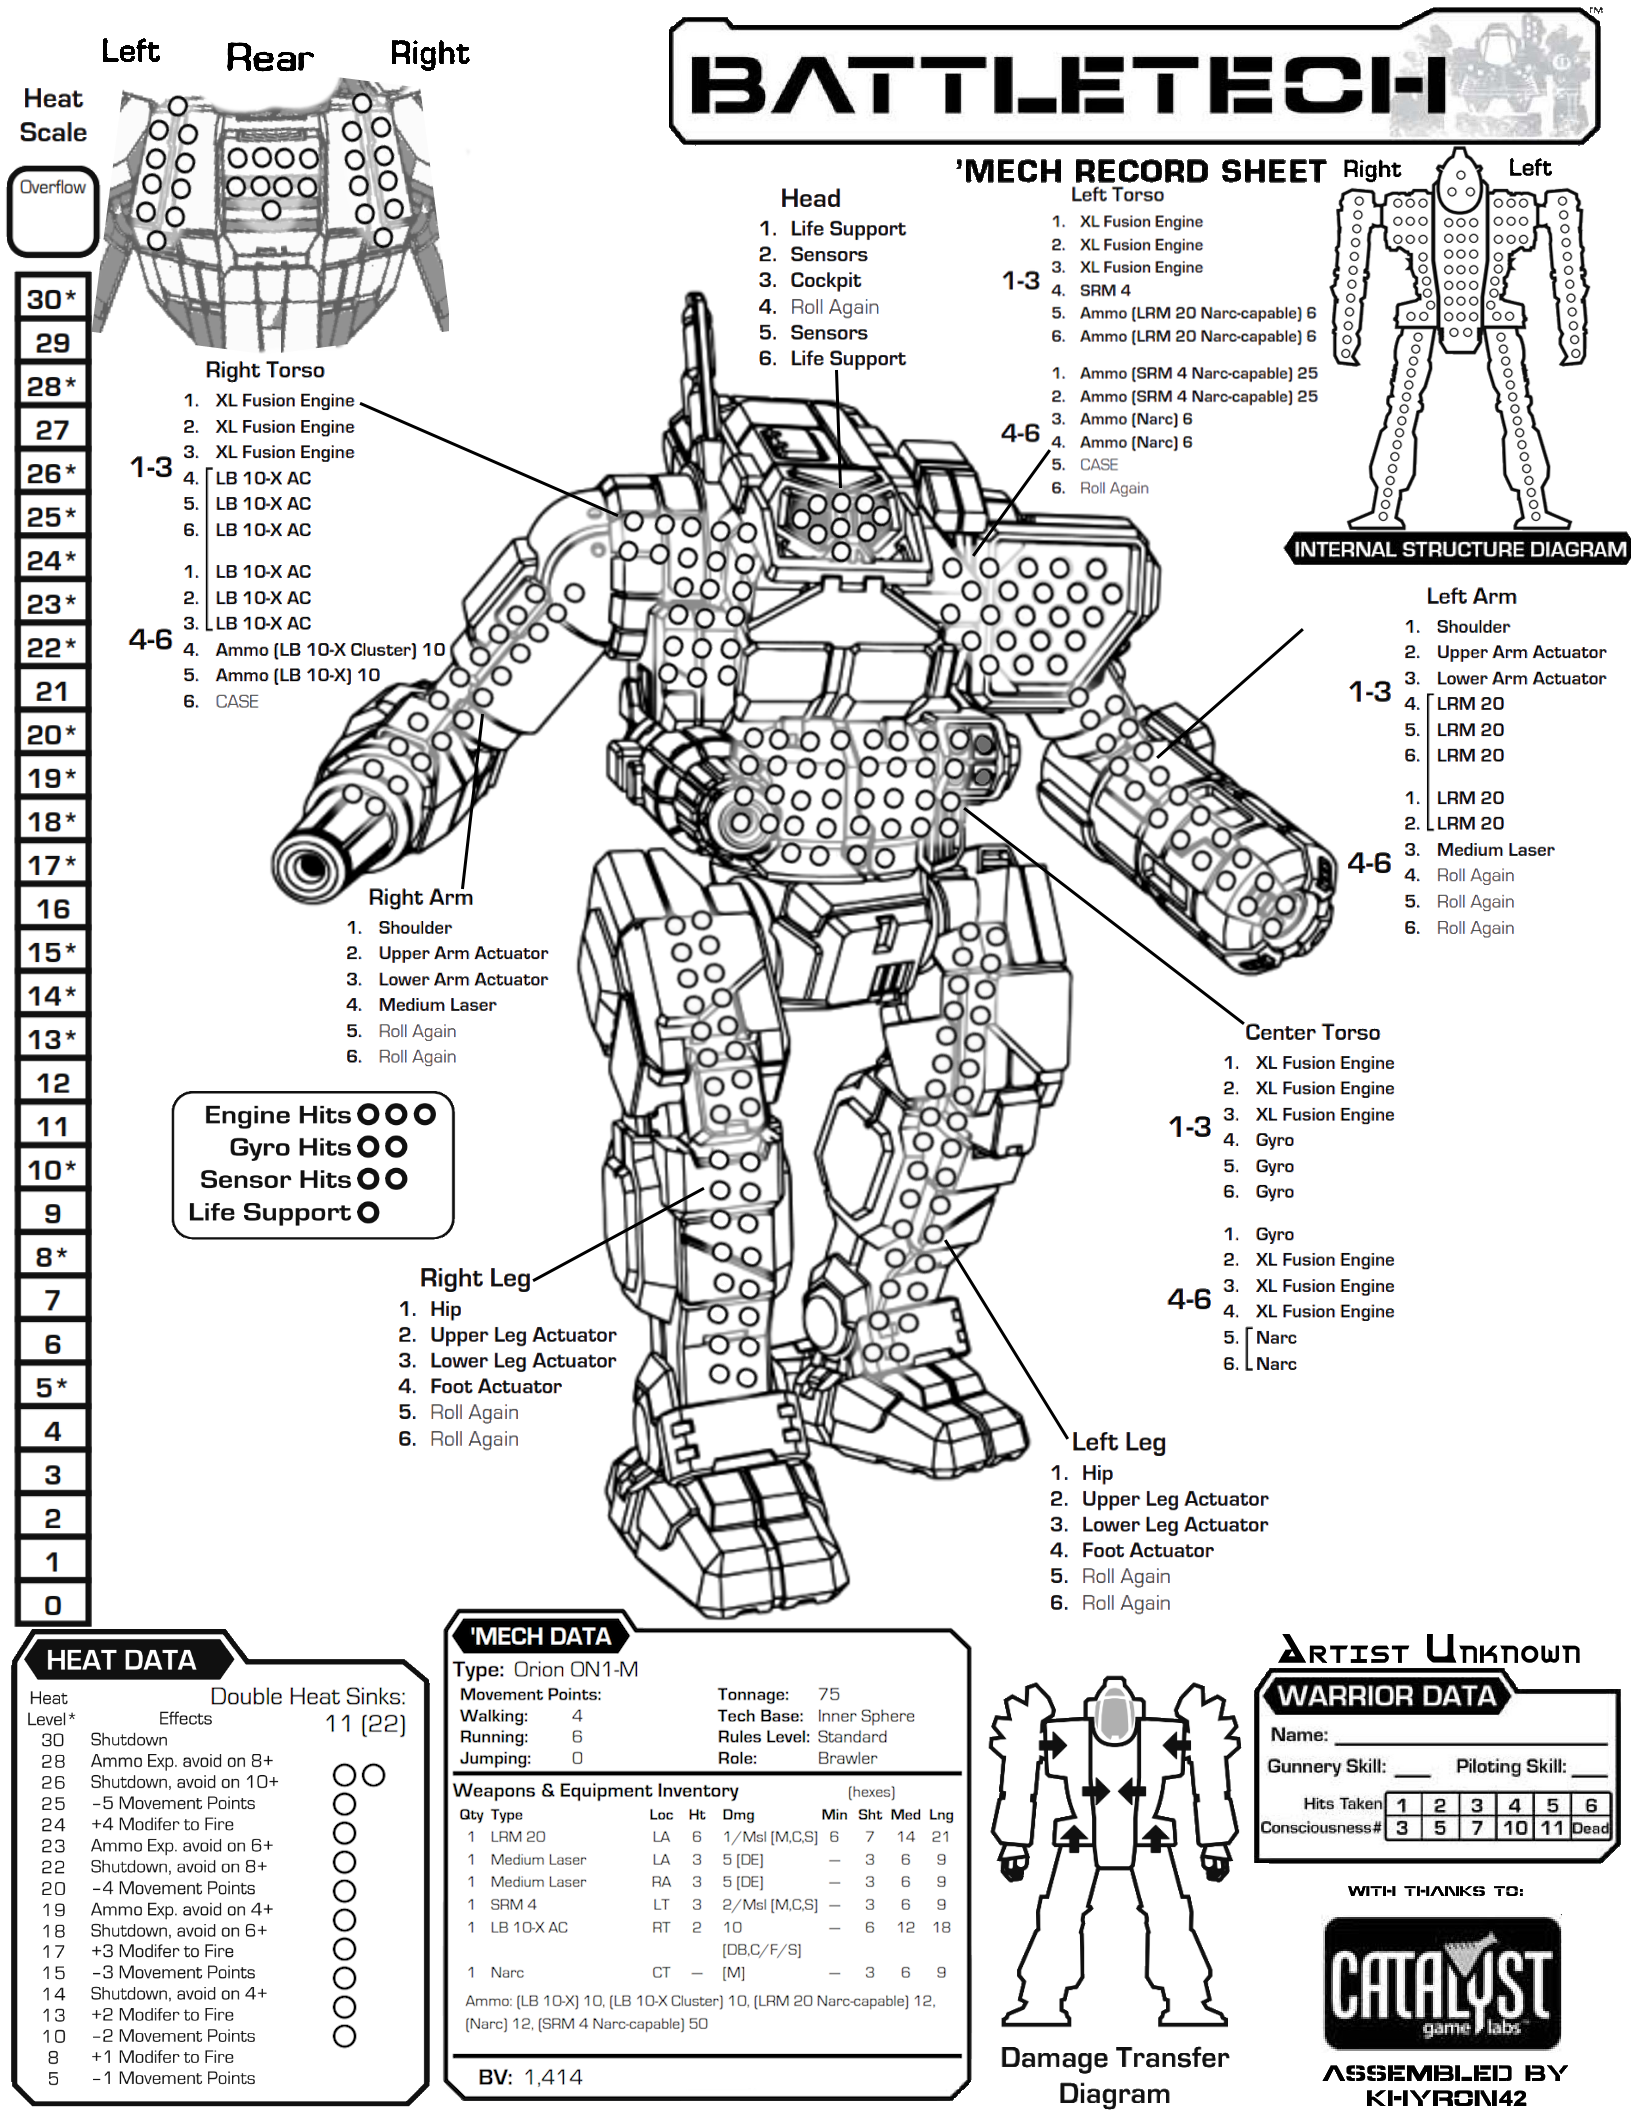 Left Rear Right
BATTLETECH
TM
'MECH RECORD SHEET
Heat
Scale
Overflow
30*
29
28*
27
26*
25*
24*
23*
22*
21
20*
19*
18*
17*
16
15*
14*
13*
12
11
10*
9
8*
7
6
5*
4
3
2
1
0
Head
1. Life Support
2. Sensors
3. Cockpit
4. Roll Again
5. Sensors
6. Life Support
Left Torso
1-3
1. XL Fusion Engine
2. XL Fusion Engine
3. XL Fusion Engine
4. SRM 4
5. Ammo (LRM 20 Narc-capable) 6
6. Ammo (LRM 20 Narc-capable) 6
4-6
1. Ammo (SRM 4 Narc-capable) 25
2. Ammo (SRM 4 Narc-capable) 25
3. Ammo (Narc) 6
4. Ammo (Narc) 6
5. CASE
6. Roll Again
Right Left
INTERNAL STRUCTURE DIAGRAM
Right Torso
1-3
1. XL Fusion Engine
2. XL Fusion Engine
3. XL Fusion Engine
4. LB 10-X AC
5. LB 10-X AC
6. LB 10-X AC
4-6
1. LB 10-X AC
2. LB 10-X AC
3. LB 10-X AC
4. Ammo (LB 10-X Cluster) 10
5. Ammo (LB 10-X) 10
6. CASE
Left Arm
1-3
1. Shoulder
2. Upper Arm Actuator
3. Lower Arm Actuator
4. LRM 20
5. LRM 20
6. LRM 20
4-6
1. LRM 20
2. LRM 20
3. Medium Laser
4. Roll Again
5. Roll Again
6. Roll Again
Right Arm
1. Shoulder
2. Upper Arm Actuator
3. Lower Arm Actuator
4. Medium Laser
5. Roll Again
6. Roll Again
Center Torso
1-3
1. XL Fusion Engine
2. XL Fusion Engine
3. XL Fusion Engine
4. Gyro
5. Gyro
6. Gyro
4-6
1. Gyro
2. XL Fusion Engine
3. XL Fusion Engine
4. XL Fusion Engine
5. Narc
6. Narc
Engine Hits
Gyro Hits
Sensor Hits
Life Support
Right Leg
1. Hip
2. Upper Leg Actuator
3. Lower Leg Actuator
4. Foot Actuator
5. Roll Again
6. Roll Again
Left Leg
1. Hip
2. Upper Leg Actuator
3. Lower Leg Actuator
4. Foot Actuator
5. Roll Again
6. Roll Again
HEAT DATA
Heat
Level* Effects
Double Heat Sinks:
11 (22)
30 Shutdown
28 Ammo Exp. avoid on 8+
26 Shutdown, avoid on 10+
25 -5 Movement Points
24 +4 Modifer to Fire
23 Ammo Exp. avoid on 6+
22 Shutdown, avoid on 8+
20 -4 Movement Points
19 Ammo Exp. avoid on 4+
18 Shutdown, avoid on 6+
17 +3 Modifer to Fire
15 -3 Movement Points
14 Shutdown, avoid on 4+
13 +2 Modifer to Fire
10 -2 Movement Points
8 +1 Modifer to Fire
5 -1 Movement Points
'MECH DATA
Type: Orion ON1-M
Movement Points: Tonnage: 75
Walking: 4 Tech Base: Inner Sphere
Running: 6 Rules Level: Standard
Jumping: 0 Role: Brawler
Weapons & Equipment Inventory (hexes)
Qty Type Loc Ht Dmg Min Sht Med Lng
1 LRM 20 LA 6 1/Msl [M,C,S] 6 7 14 21
1 Medium Laser LA 3 5 [DE] — 3 6 9
1 Medium Laser RA 3 5 [DE] — 3 6 9
1 SRM 4 LT 3 2/Msl [M,C,S] — 3 6 9
1 LB 10-X AC RT 2 10 — 6 12 18
[DB,C/F/S]
1 Narc CT — [M] — 3 6 9
Ammo: (LB 10-X) 10, (LB 10-X Cluster) 10, (LRM 20 Narc-capable) 12,
(Narc) 12, (SRM 4 Narc-capable) 50
BV: 1,414
Damage Transfer
Diagram
Artist Unknown
WARRIOR DATA
Name:
Gunnery Skill: Piloting Skill:
Hits Taken 1 2 3 4 5 6
Consciousness# 3 5 7 10 11 Dead
WITH THANKS TO:
CATALYST
game labs
ASSEMBLED BY
KHYRON42